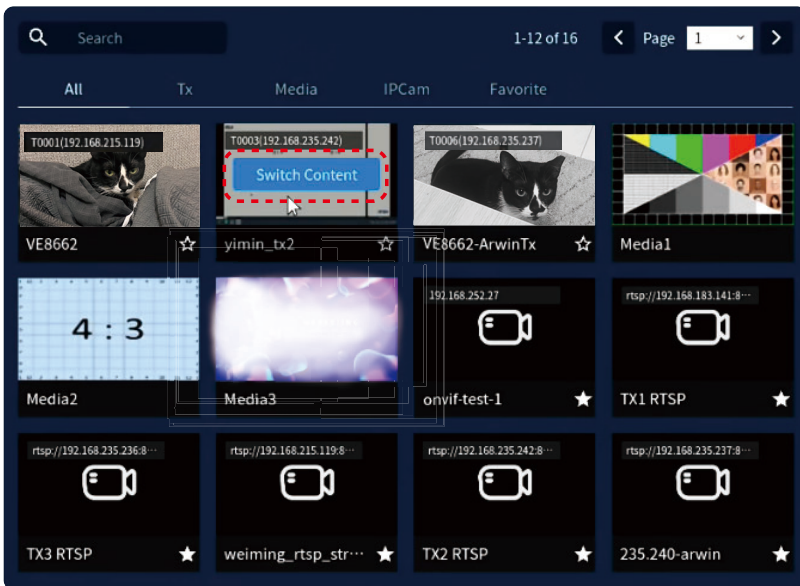 Search
1-12 of 16
Page
1
All
Tx
Media
IPCam
Favorite
T0001(192.168.215.119)
T0003(192.168.235.242)
T0006(192.168.235.237)
Switch Content
VE8662
yimin_tx2
VE8662-ArwinTx
Media1
4 : 3
192.168.252.27
rtsp://192.168.183.141:8···
Media2
Media3
onvif-test-1
TX1 RTSP
rtsp://192.168.235.236:8···
rtsp://192.168.215.119:8···
rtsp://192.168.235.242:8···
rtsp://192.168.235.237:8···
TX3 RTSP
weiming_rtsp_str···
TX2 RTSP
235.240-arwin